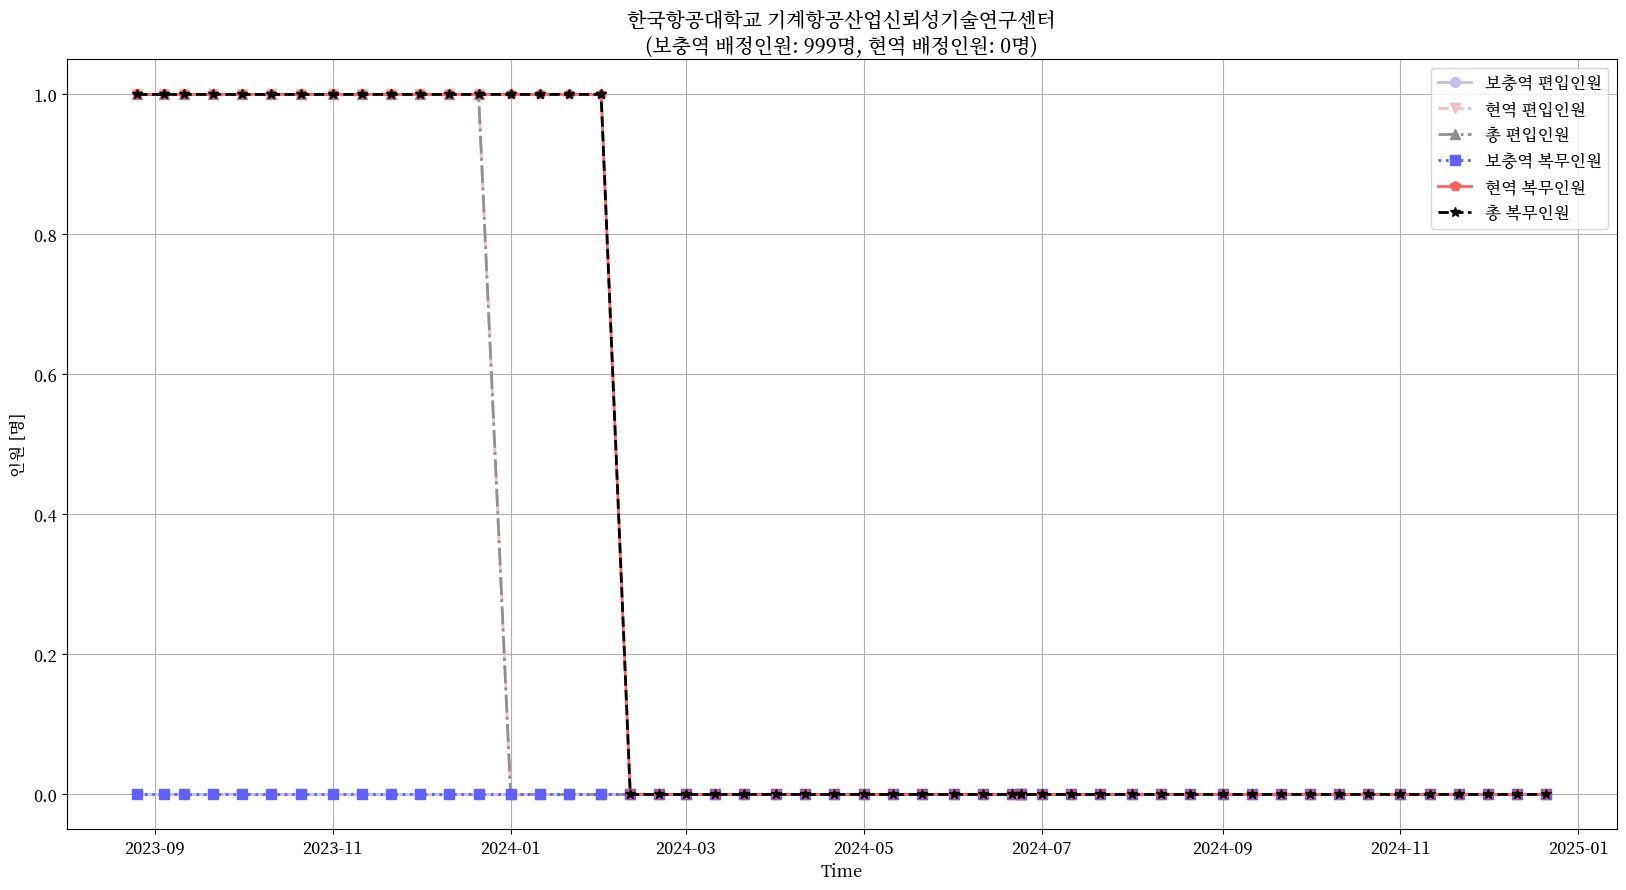 한국항공대학교 기계항공산업신뢰성기술연구센터
(보충역 배정인원: 999명, 현역 배정인원: 0명)
보충역 편입인원
현역 편입인원
총 편입인원
보충역 복무인원
현역 복무인원
총 복무인원
인원 [명]
1.0
0.8
0.6
0.4
0.2
0.0
2023-09
2023-11
2024-01
2024-03
2024-05
2024-07
2024-09
2024-11
2025-01
Time